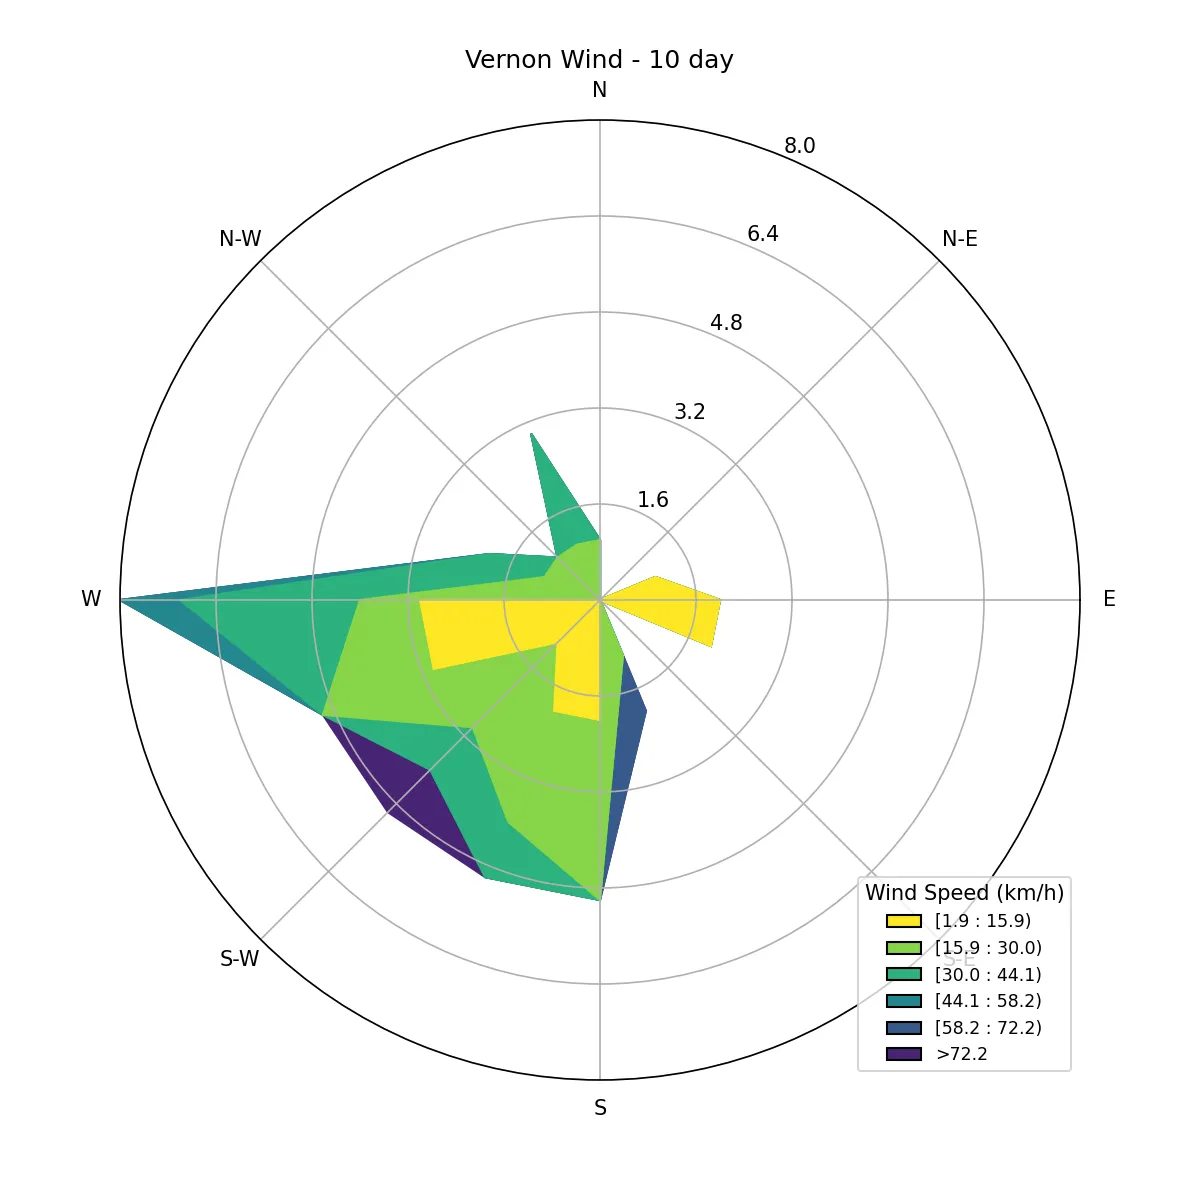 Vernon Wind - 10 day
N
8.0
N-W
6.4
N-E
4.8
3.2
1.6
W
E
Wind Speed (km/h)
[1.9 : 15.9)
[15.9 : 30.0)
S-W
S-E
[30.0 : 44.1)
[44.1 : 58.2)
[58.2 : 72.2)
>72.2
S